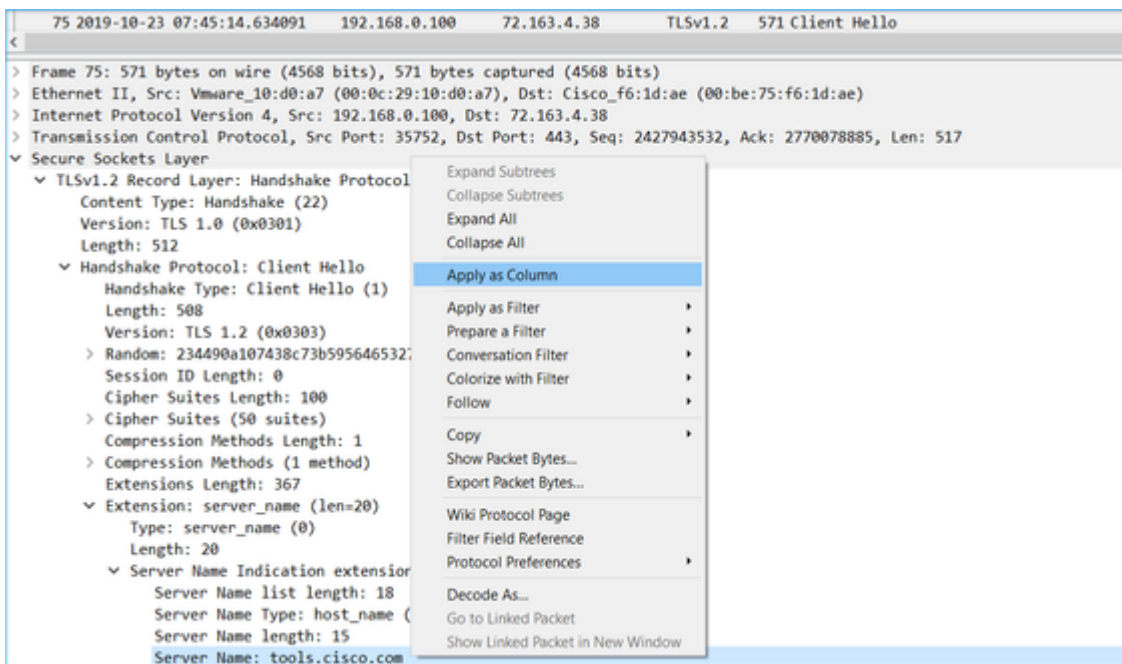 75 2019-10-23 07:45:14.634091 192.168.0.100 72.163.4.38 TLSv1.2 571 Client Hello
Frame 75: 571 bytes on wire (4568 bits), 571 bytes captured (4568 bits)
Ethernet II, Src: Vmware_10:d0:a7 (00:0c:29:10:d0:a7), Dst: Cisco_f6:1d:ae (00:be:75:f6:1d:ae)
Internet Protocol Version 4, Src: 192.168.0.100, Dst: 72.163.4.38
Transmission Control Protocol, Src Port: 35752, Dst Port: 443, Seq: 2427943532, Ack: 2770078885, Len: 517
Secure Sockets Layer
TLSv1.2 Record Layer: Handshake Protocol
Content Type: Handshake (22)
Version: TLS 1.0 (0x0301)
Length: 512
Handshake Protocol: Client Hello
Handshake Type: Client Hello (1)
Length: 508
Version: TLS 1.2 (0x0303)
Random: 234490a107438c73b5956465327
Session ID Length: 0
Cipher Suites Length: 100
Cipher Suites (50 suites)
Compression Methods Length: 1
Compression Methods (1 method)
Extensions Length: 367
Extension: server_name (len=20)
Type: server_name (0)
Length: 20
Server Name Indication extension
Server Name list length: 18
Server Name Type: host_name (
Server Name length: 15
Server Name: tools.cisco.com
Expand Subtrees
Collapse Subtrees
Expand All
Collapse All
Apply as Column
Apply as Filter
Prepare a Filter
Conversation Filter
Colorize with Filter
Follow
Copy
Show Packet Bytes...
Export Packet Bytes...
Wiki Protocol Page
Filter Field Reference
Protocol Preferences
Decode As...
Go to Linked Packet
Show Linked Packet in New Window